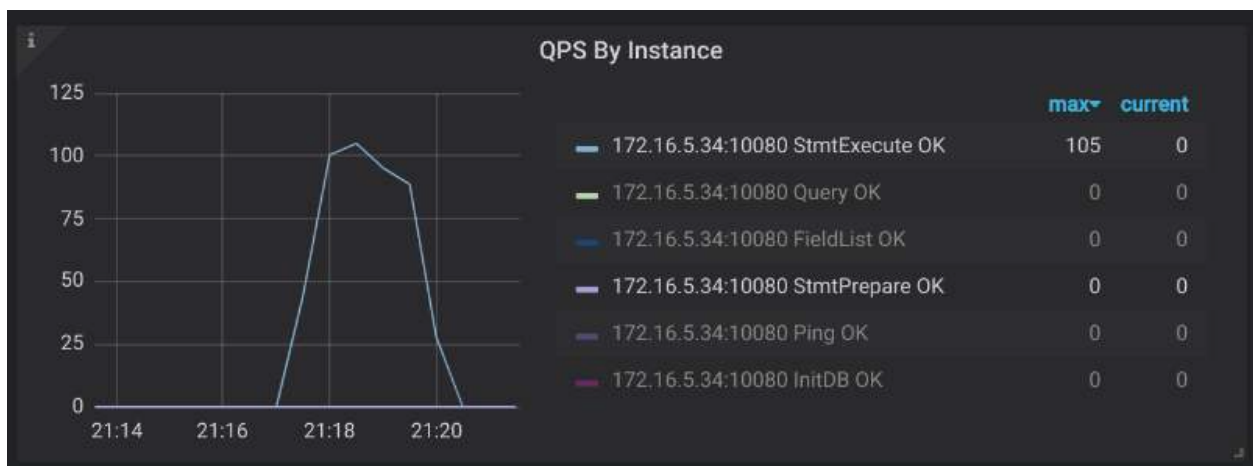 i
QPS By Instance
125
100
75
50
25
0
21:14 21:16 21:18 21:20
max current
172.16.5.34:10080 StmtExecute OK 105 0
172.16.5.34:10080 Query OK 0 0
172.16.5.34:10080 FieldList OK 0 0
172.16.5.34:10080 StmtPrepare OK 0 0
172.16.5.34:10080 Ping OK 0 0
172.16.5.34:10080 InitDB OK 0 0